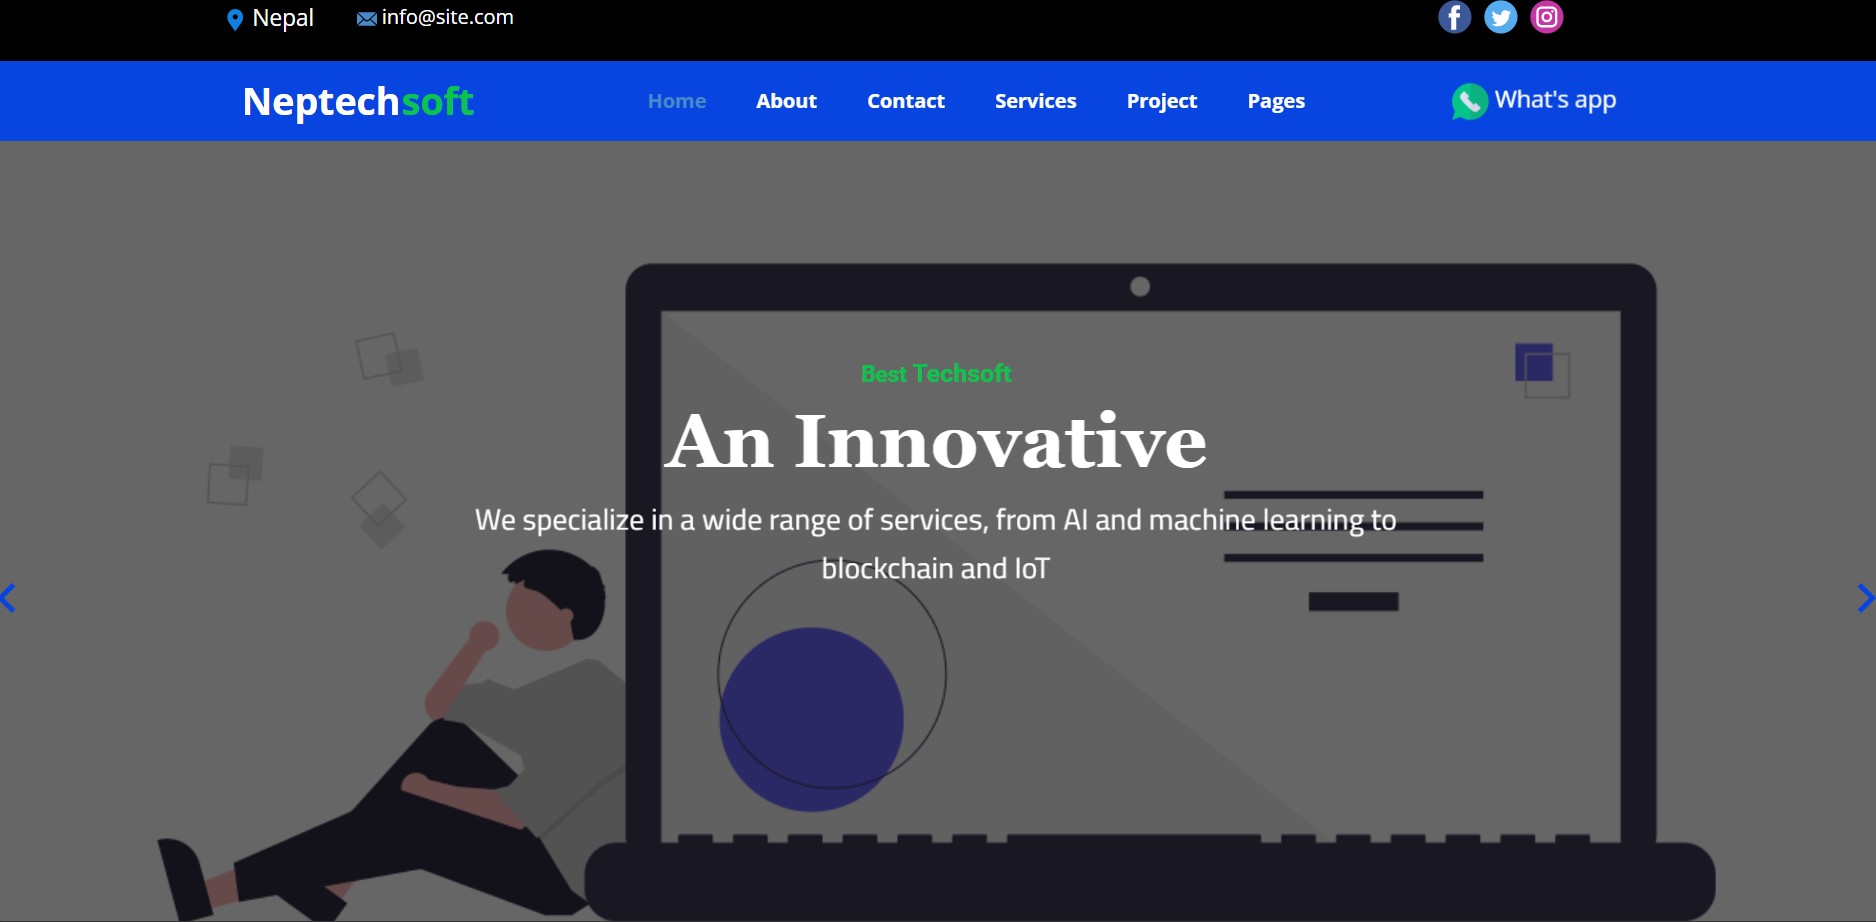 Nepal info@site.com
Neptechsoft Home About Contact Services Project Pages What's app
Best Techsoft
An Innovative
We specialize in a wide range of services, from AI and machine learning to
blockchain and IoT